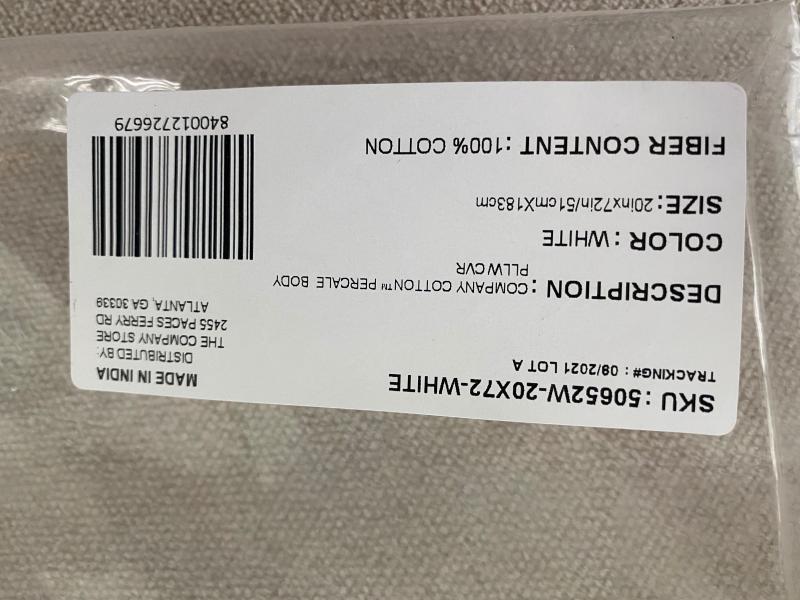 SKU : 50652W-20X72-WHITE
TRACKING# : 09/2021 LOT A
DESCRIPTION : COMPANY COTTON™ PERCALE BODY
PLLW CVR
COLOR : WHITE
SIZE : 20inx72in/51cmX183cm
FIBER CONTENT : 100% COTTON
MADE IN INDIA
DISTRIBUTED BY:
THE COMPANY STORE
2455 PACES FERRY RD
ATLANTA, GA 30339
840012726679